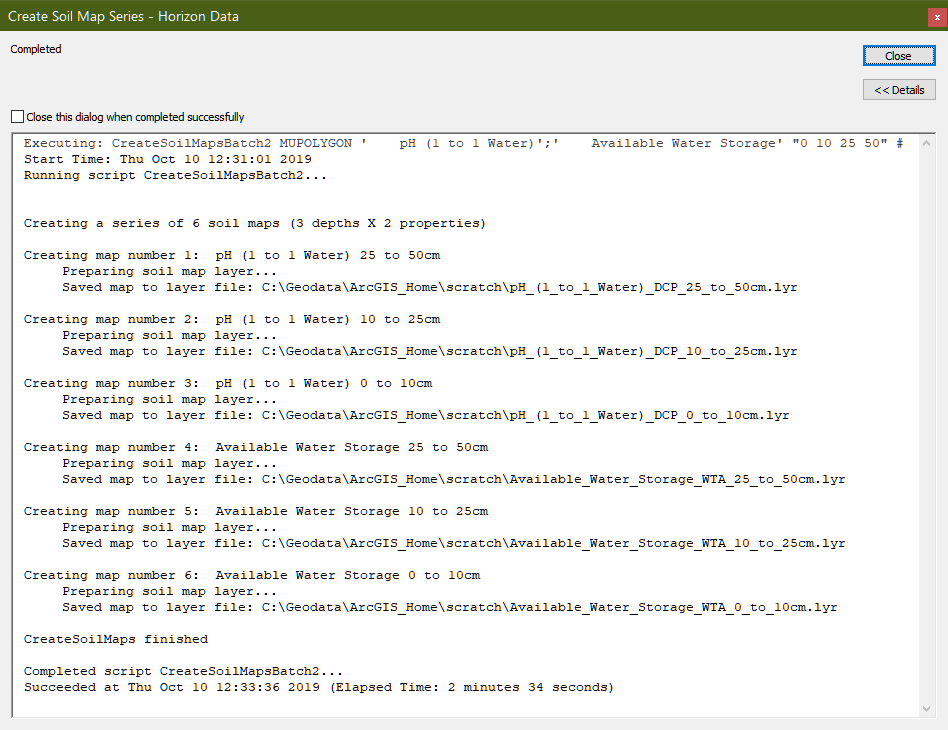 Create Soil Map Series - Horizon Data
x
Completed
Close
<< Details
Close this dialog when completed successfully
Executing: CreateSoilMapsBatch2 MUPOLYGON '    pH (1 to 1 Water)';'    Available Water Storage' "0 10 25 50" #
Start Time: Thu Oct 10 12:31:01 2019
Running script CreateSoilMapsBatch2...
Creating a series of 6 soil maps (3 depths X 2 properties)
Creating map number 1:  pH (1 to 1 Water) 25 to 50cm
Preparing soil map layer...
Saved map to layer file: C:\Geodata\ArcGIS_Home\scratch\pH_(1_to_1_Water)_DCP_25_to_50cm.lyr
Creating map number 2:  pH (1 to 1 Water) 10 to 25cm
Preparing soil map layer...
Saved map to layer file: C:\Geodata\ArcGIS_Home\scratch\pH_(1_to_1_Water)_DCP_10_to_25cm.lyr
Creating map number 3:  pH (1 to 1 Water) 0 to 10cm
Preparing soil map layer...
Saved map to layer file: C:\Geodata\ArcGIS_Home\scratch\pH_(1_to_1_Water)_DCP_0_to_10cm.lyr
Creating map number 4:  Available Water Storage 25 to 50cm
Preparing soil map layer...
Saved map to layer file: C:\Geodata\ArcGIS_Home\scratch\Available_Water_Storage_WTA_25_to_50cm.lyr
Creating map number 5:  Available Water Storage 10 to 25cm
Preparing soil map layer...
Saved map to layer file: C:\Geodata\ArcGIS_Home\scratch\Available_Water_Storage_WTA_10_to_25cm.lyr
Creating map number 6:  Available Water Storage 0 to 10cm
Preparing soil map layer...
Saved map to layer file: C:\Geodata\ArcGIS_Home\scratch\Available_Water_Storage_WTA_0_to_10cm.lyr
CreateSoilMaps finished
Completed script CreateSoilMapsBatch2...
Succeeded at Thu Oct 10 12:33:36 2019 (Elapsed Time: 2 minutes 34 seconds)